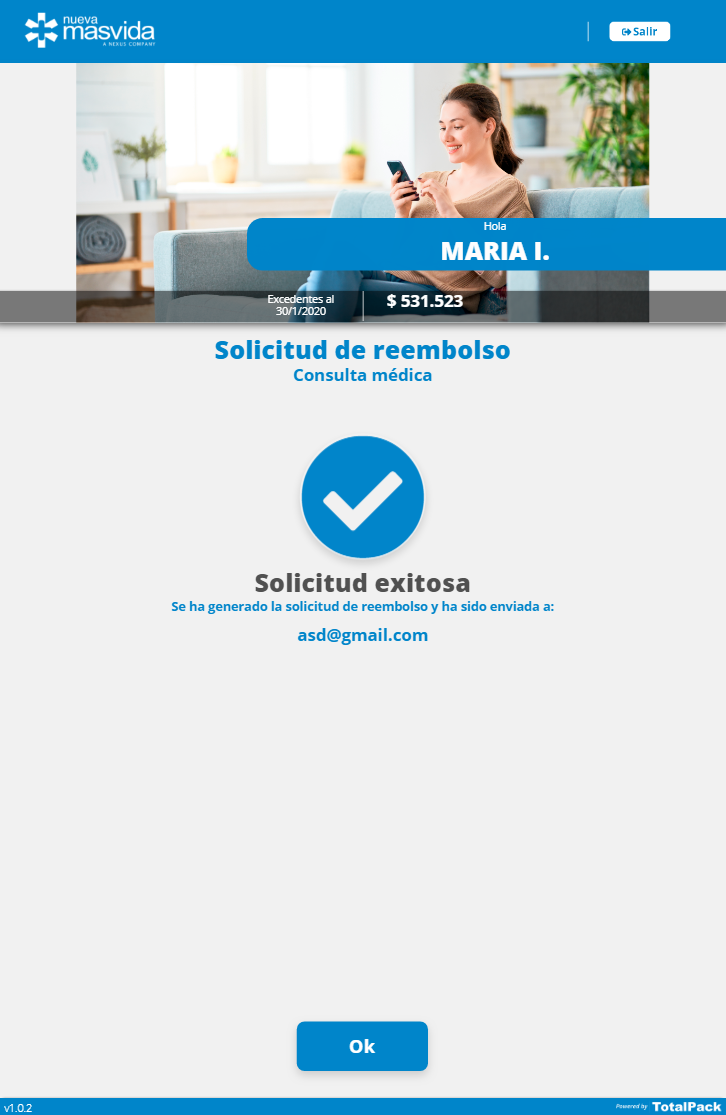 nueva
masvida
A NEXUS COMPANY
Salir
Hola
MARIA I.
Excedentes al
30/1/2020
$ 531.523
Solicitud de reembolso
Consulta médica
Solicitud exitosa
Se ha generado la solicitud de reembolso y ha sido enviada a:
asd@gmail.com
Ok
v1.0.2
Powered by TotalPack